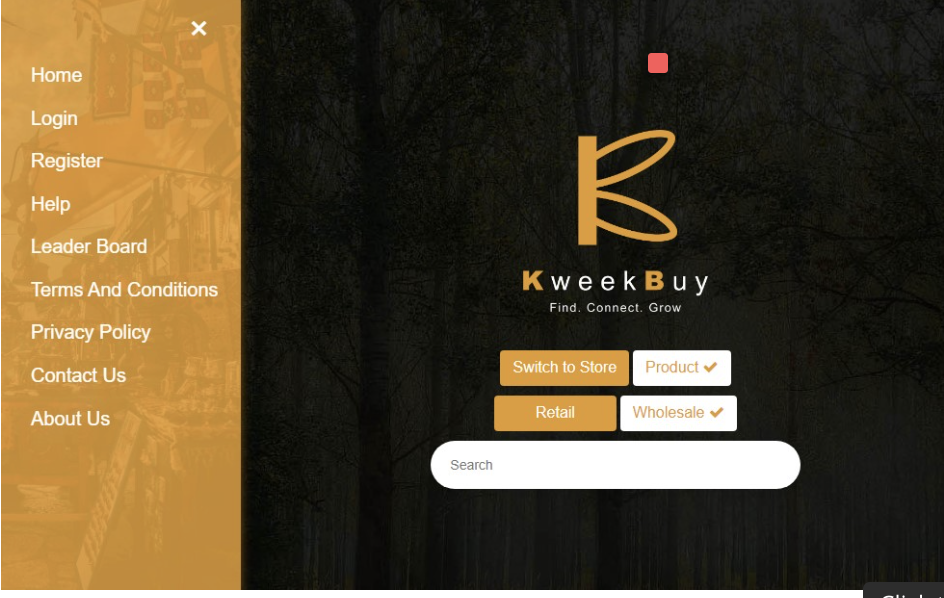 Home
Login
Register
Help
Leader Board
Terms And Conditions
Privacy Policy
Contact Us
About Us
KweekBuy
Find. Connect. Grow
Switch to Store
Product
Retail
Wholesale
Search